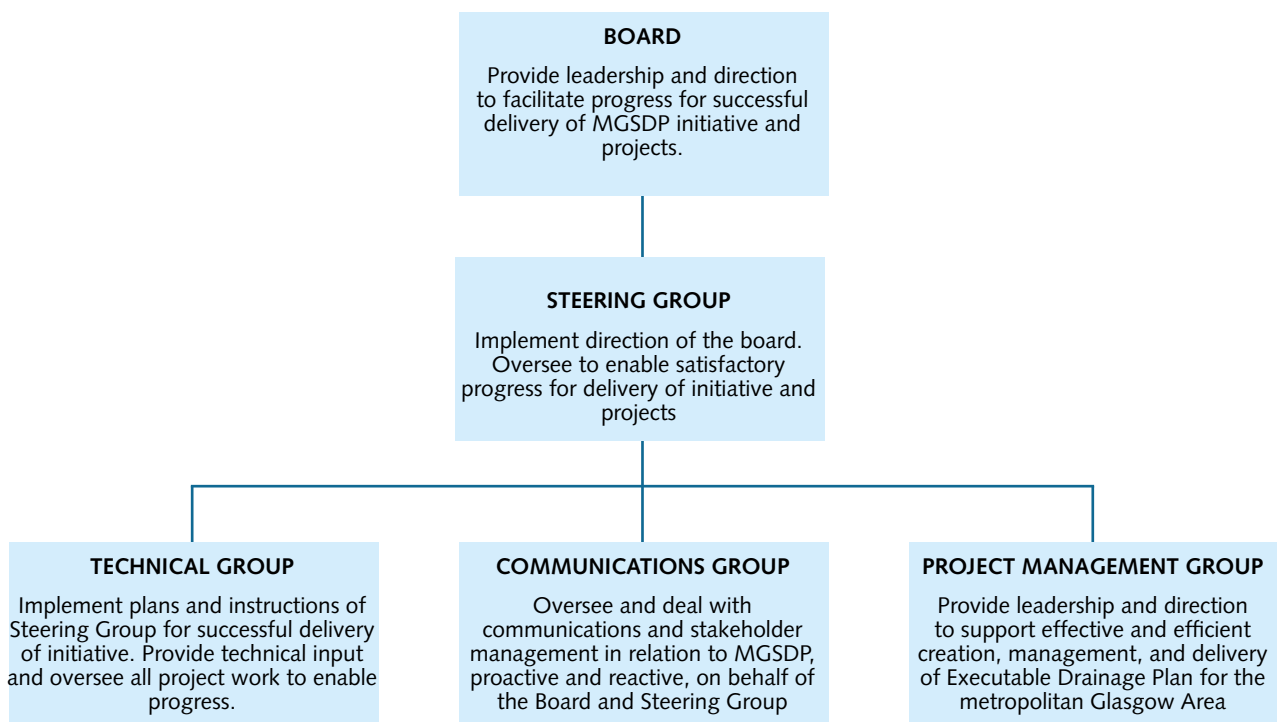 BOARD
Provide leadership and direction
to facilitate progress for successful
delivery of MGSDP initiative and
projects.
STEERING GROUP
Implement direction of the board.
Oversee to enable satisfactory
progress for delivery of initiative and
projects
TECHNICAL GROUP
Implement plans and instructions of
Steering Group for successful delivery
of initiative. Provide technical input
and oversee all project work to enable
progress.
COMMUNICATIONS GROUP
Oversee and deal with
communications and stakeholder
management in relation to MGSDP,
proactive and reactive, on behalf of
the Board and Steering Group
PROJECT MANAGEMENT GROUP
Provide leadership and direction
to support effective and efficient
creation, management, and delivery
of Executable Drainage Plan for the
metropolitan Glasgow Area